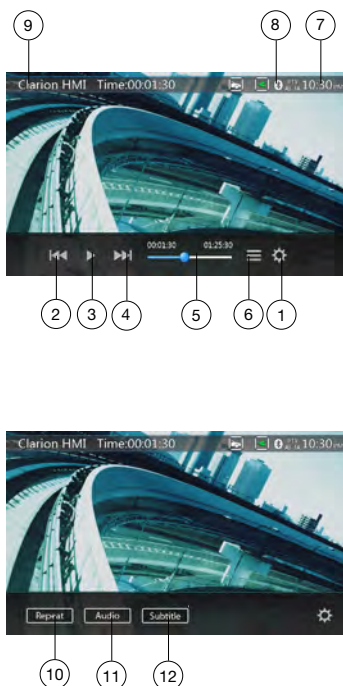 9 8 7
Clarion HMI Time:00:01:30 10:30
00:01:30 01:25:30
2 3 4 5 6 1
Clarion HMI Time:00:01:30 10:30
Repeat Audio Subtitle
10 11 12